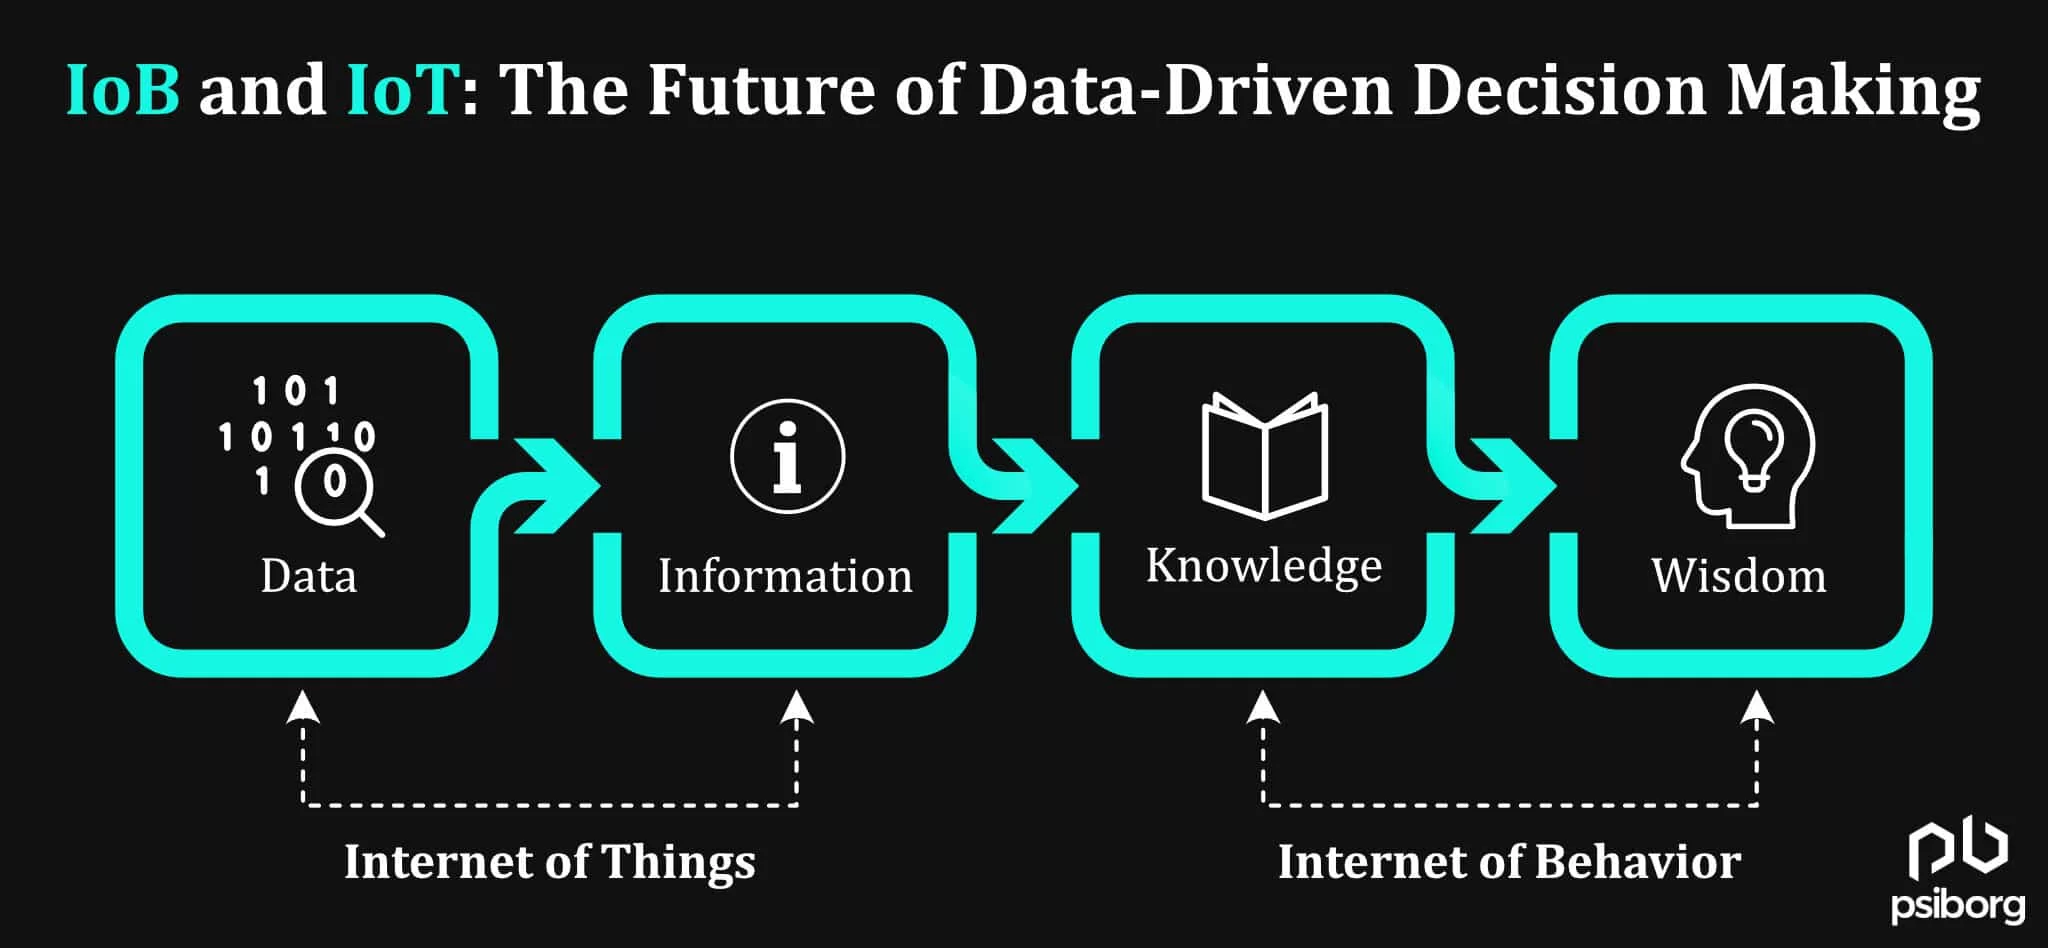 IoB and IoT: The Future of Data-Driven Decision Making
1 0 1
1 0 1 1 0
1 0
i
Data
Information
Knowledge
Wisdom
Internet of Things
Internet of Behavior
pb
psiborg